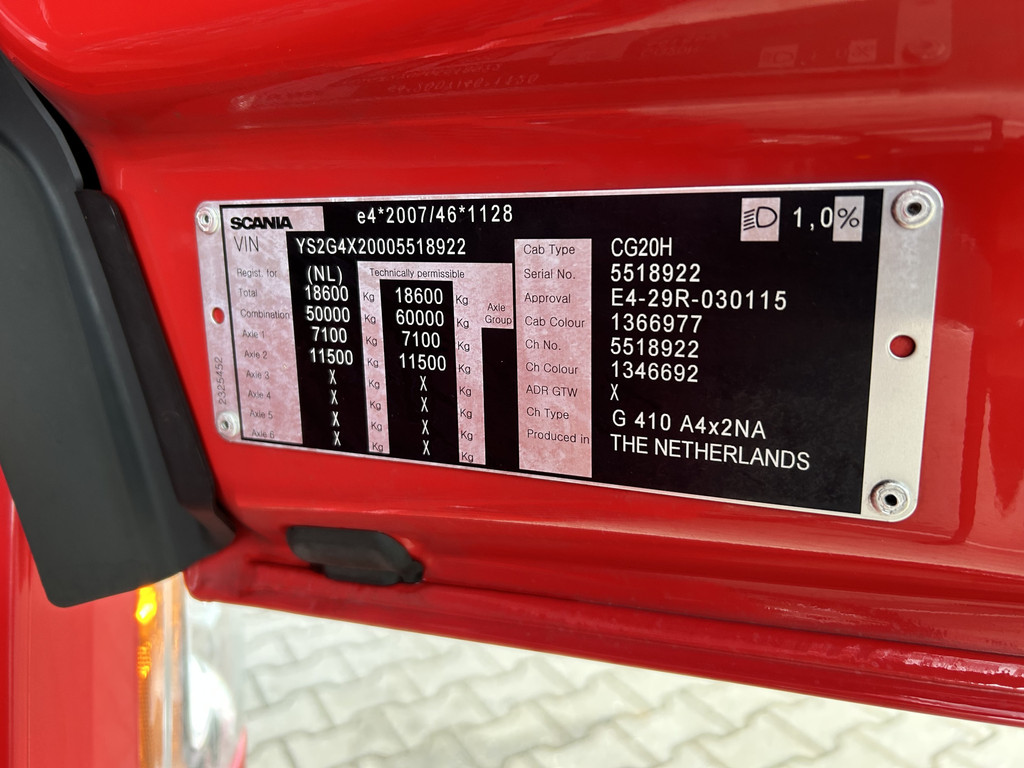 SCANIA e4*2007/46*1128 1,0%
VIN YS2G4X20005518922
Regist. for (NL) Technically permissible
Total 18600 Kg 18600 Kg
Combination 50000 Kg 60000 Kg Axle Group
Axle 1 7100 Kg 7100 Kg
Axle 2 11500 Kg 11500 Kg
Axle 3 X Kg X Kg
Axle 4 X Kg X Kg
Axle 5 X Kg X Kg
Axle 6 X Kg X Kg
2325452
Cab Type CG20H
Serial No. 5518922
Approval E4-29R-030115
Cab Colour 1366977
Ch No. 5518922
Ch Colour 1346692
ADR GTW X
Ch Type G 410 A4x2NA
Produced in THE NETHERLANDS